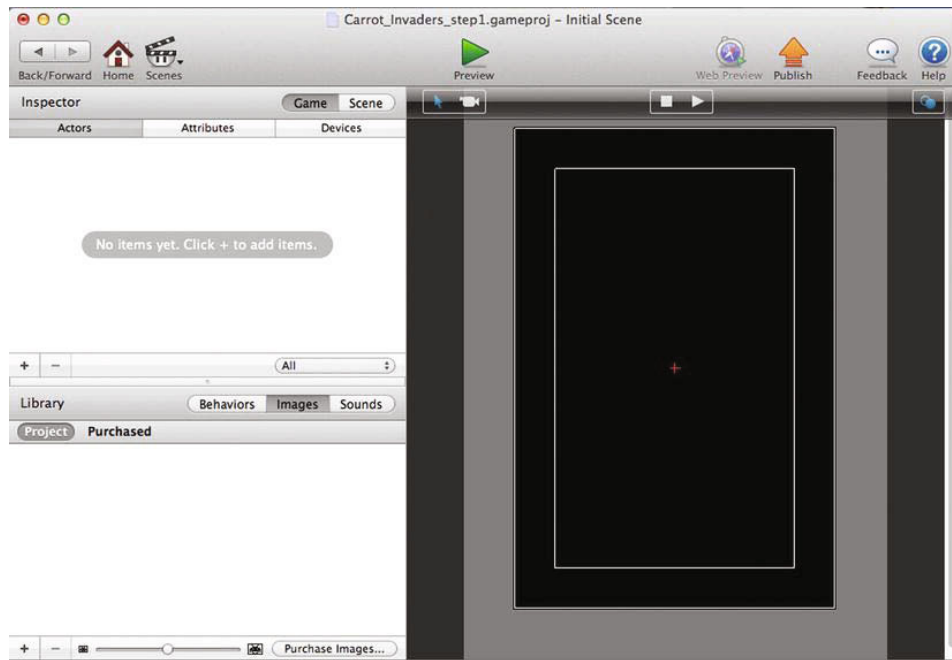 Carrot_Invaders_step1.gameproj – Initial Scene
Back/Forward Home Scenes Preview Web Preview Publish Feedback Help
Inspector Game Scene
Actors Attributes Devices
No items yet. Click + to add items.
+ − All
Library Behaviors Images Sounds
Project Purchased
+ − Purchase Images...